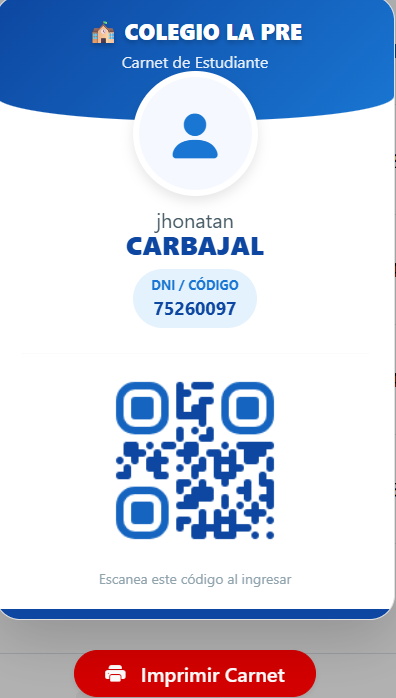 COLEGIO LA PRE
Carnet de Estudiante
jhonatan
CARBAJAL
DNI / CÓDIGO
75260097
Escanea este código al ingresar
Imprimir Carnet